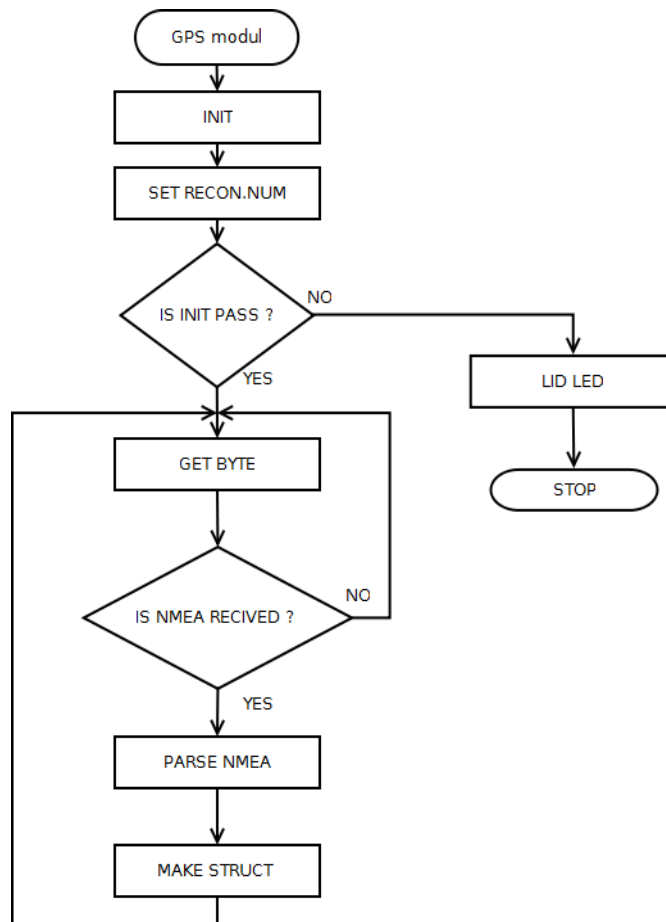 GPS modul
INIT
SET RECON.NUM
IS INIT PASS ?
NO
YES
LID LED
GET BYTE
STOP
IS NMEA RECIVED ?
NO
YES
PARSE NMEA
MAKE STRUCT